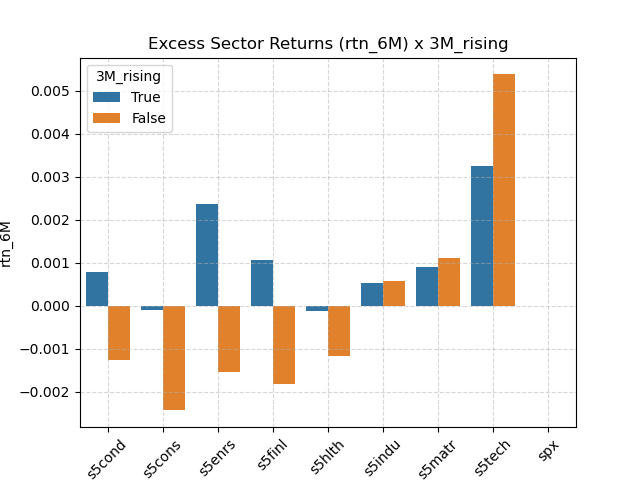 Excess Sector Returns (rtn_6M) x 3M_rising
3M_rising
True
False
rtn_6M
0.005
0.004
0.003
0.002
0.001
0.000
−0.001
−0.002
s5cond
s5cons
s5enrs
s5finl
s5hlth
s5indu
s5matr
s5tech
spx